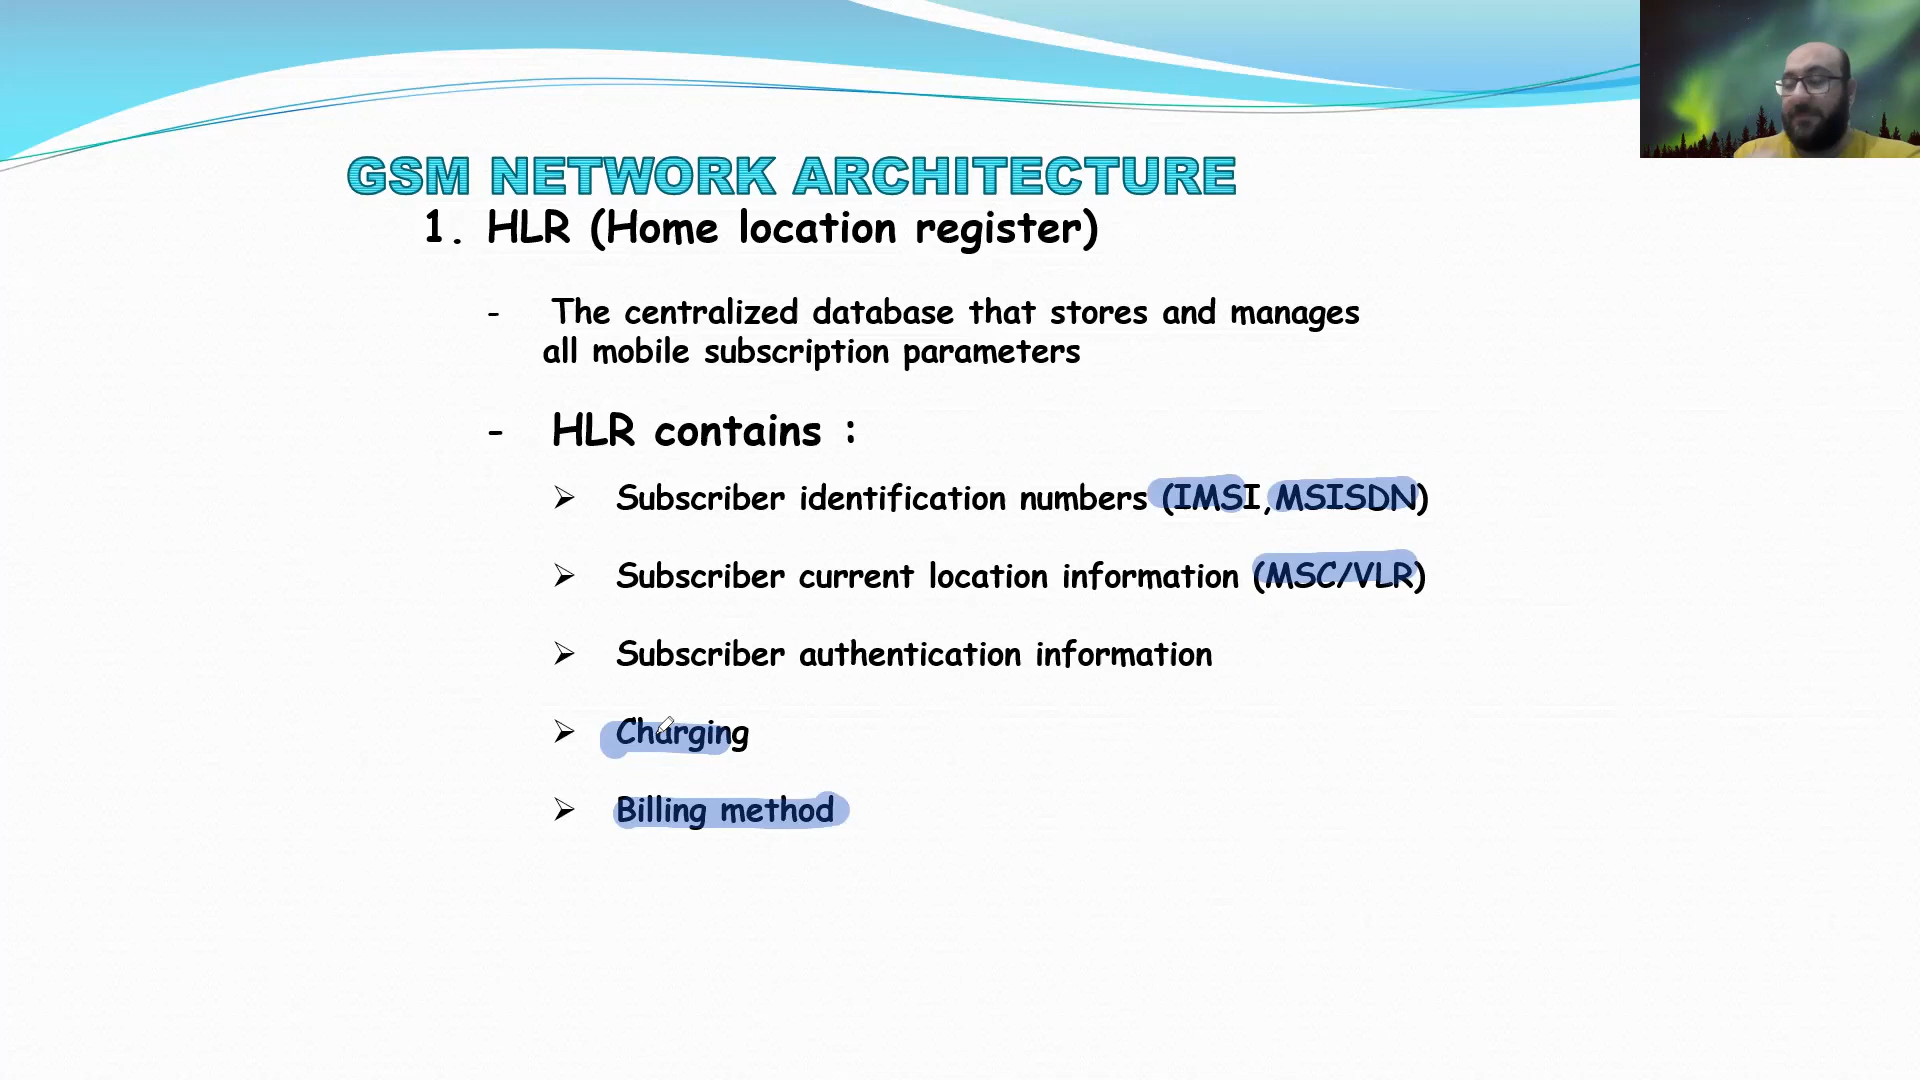 GSM NETWORK ARCHITECTURE
1. HLR (Home location register)
- The centralized database that stores and manages
all mobile subscription parameters
- HLR contains :
➢ Subscriber identification numbers (IMSI,MSISDN)
➢ Subscriber current location information (MSC/VLR)
➢ Subscriber authentication information
➢ Charging
➢ Billing method